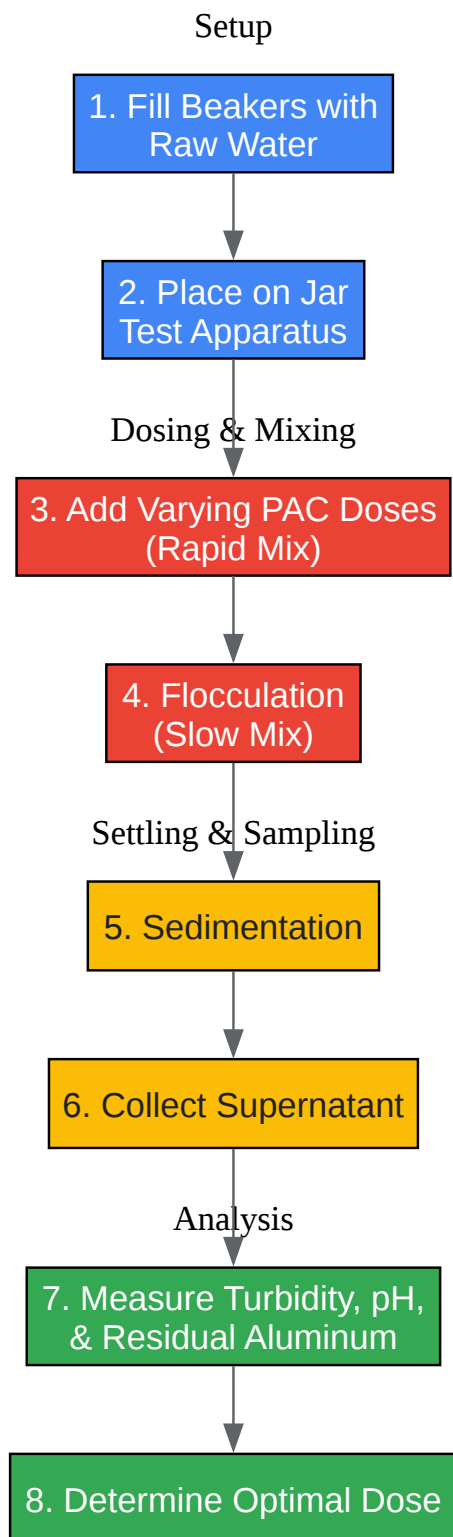 Setup
1. Fill Beakers with
Raw Water
2. Place on Jar
Test Apparatus
Dosing & Mixing
3. Add Varying PAC Doses
(Rapid Mix)
4. Flocculation
(Slow Mix)
Settling & Sampling
5. Sedimentation
6. Collect Supernatant
Analysis
7. Measure Turbidity, pH,
& Residual Aluminum
8. Determine Optimal Dose